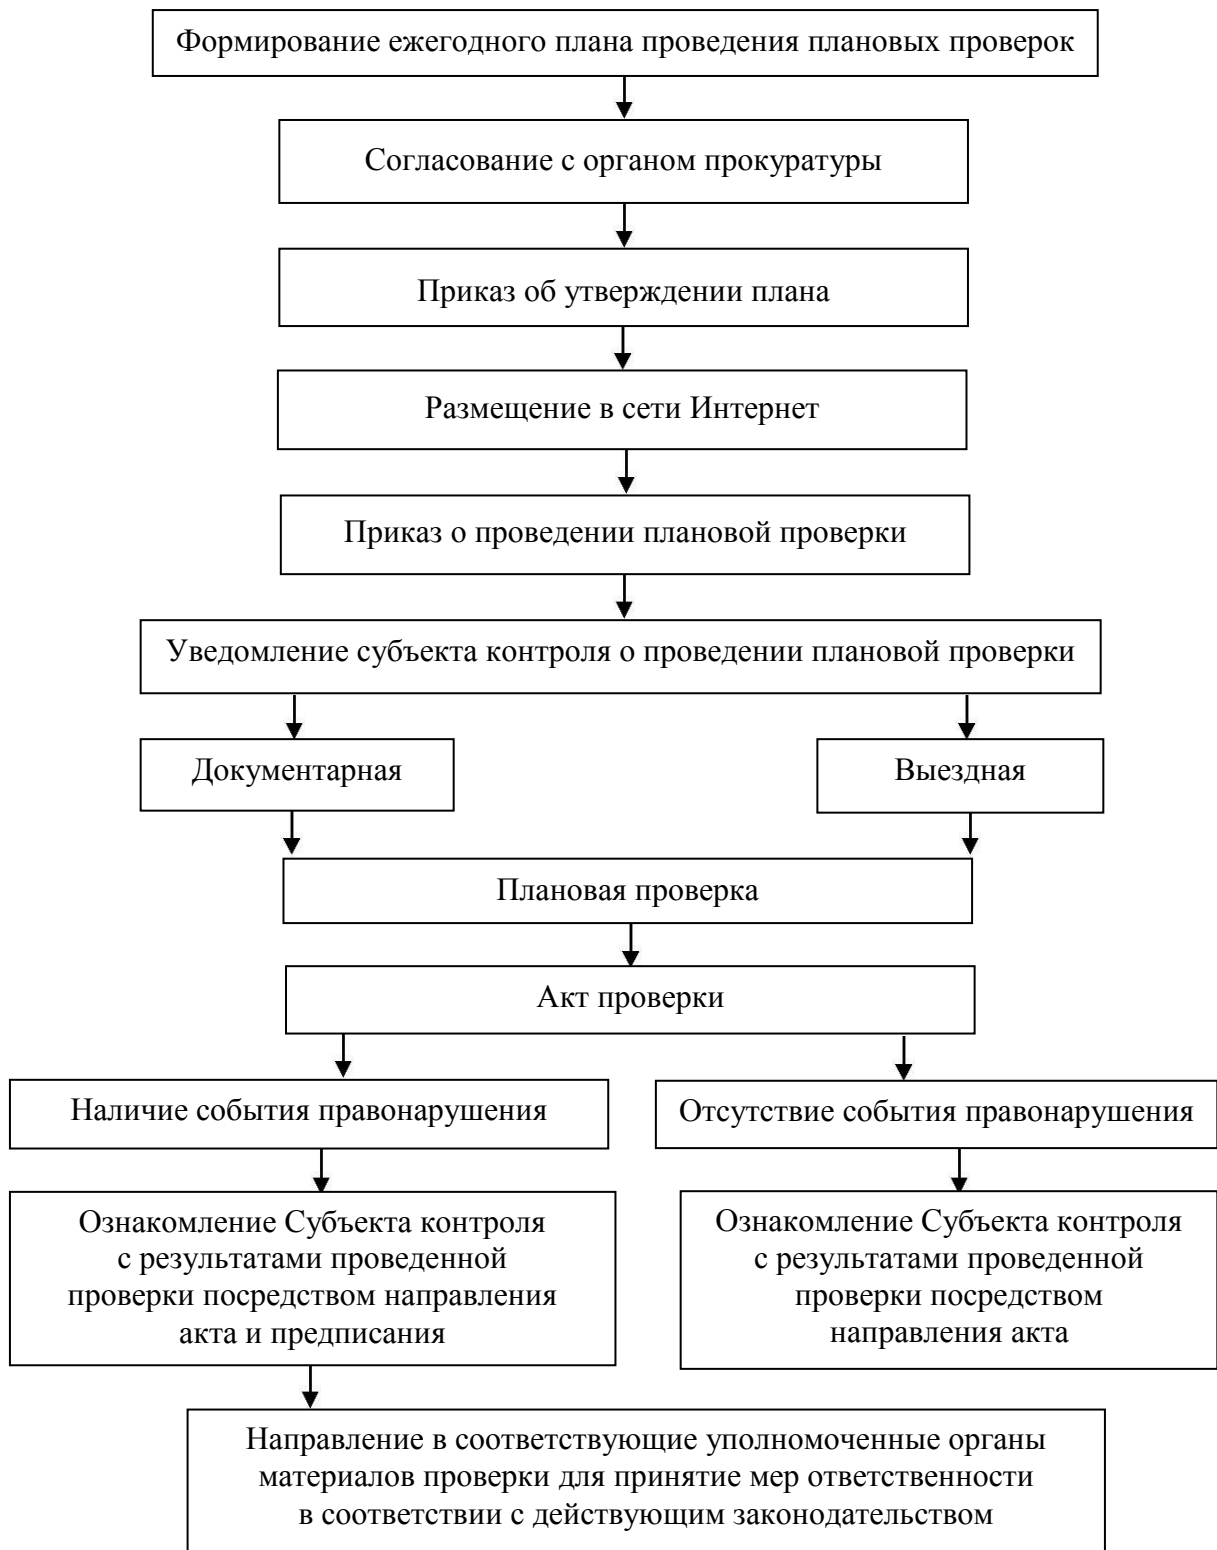 Формирование ежегодного плана проведения плановых проверок
Согласование с органом прокуратуры
Приказ об утверждении плана
Размещение в сети Интернет
Приказ о проведении плановой проверки
Уведомление субъекта контроля о проведении плановой проверки
Документарная
Выездная
Плановая проверка
Акт проверки
Наличие события правонарушения
Отсутствие события правонарушения
Ознакомление Субъекта контроля
с результатами проведенной
проверки посредством направления
акта и предписания
Ознакомление Субъекта контроля
с результатами проведенной
проверки посредством
направления акта
Направление в соответствующие уполномоченные органы
материалов проверки для принятие мер ответственности
в соответствии с действующим законодательством